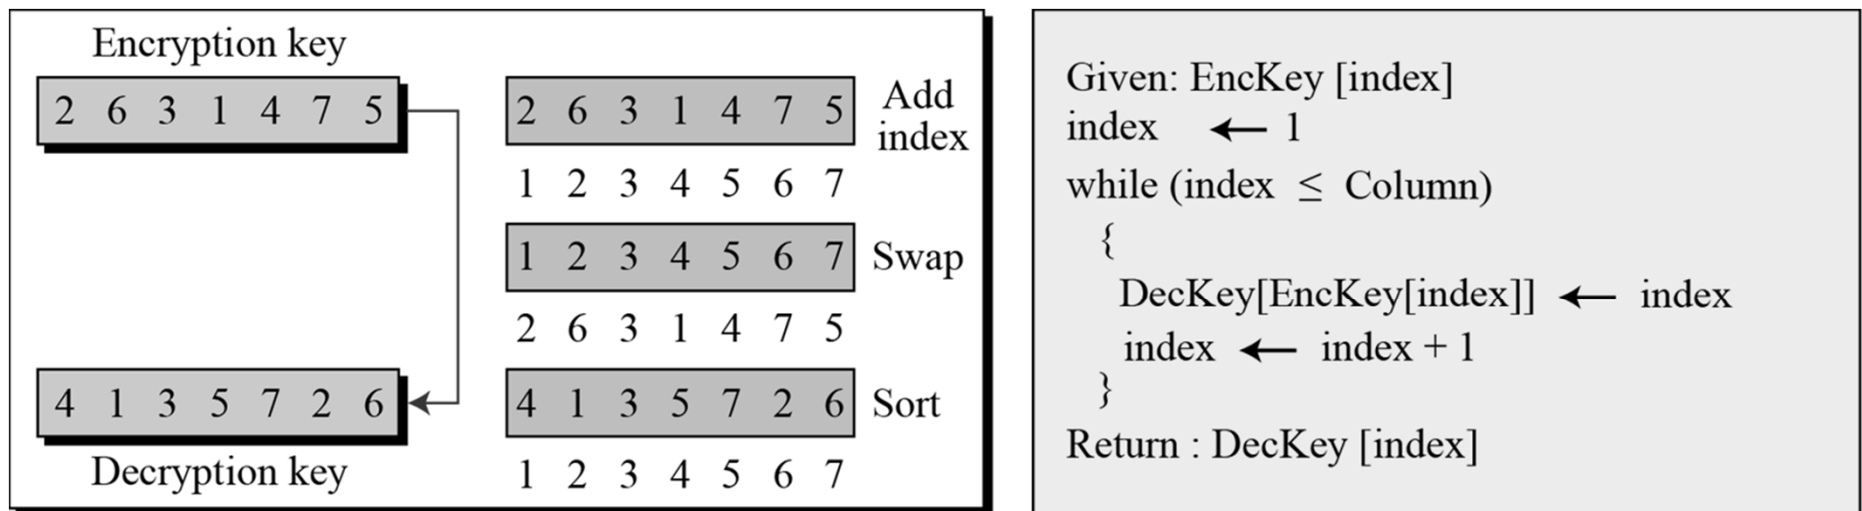 Encryption key
2 6 3 1 4 7 5
4 1 3 5 7 2 6
Decryption key
2 6 3 1 4 7 5
Add
index
1 2 3 4 5 6 7
1 2 3 4 5 6 7 Swap
2 6 3 1 4 7 5
4 1 3 5 7 2 6 Sort
1 2 3 4 5 6 7
Given: EncKey [index]
index ← 1
while (index ≤ Column)
{
DecKey[EncKey[index]] ← index
index ← index + 1
}
Return : DecKey [index]